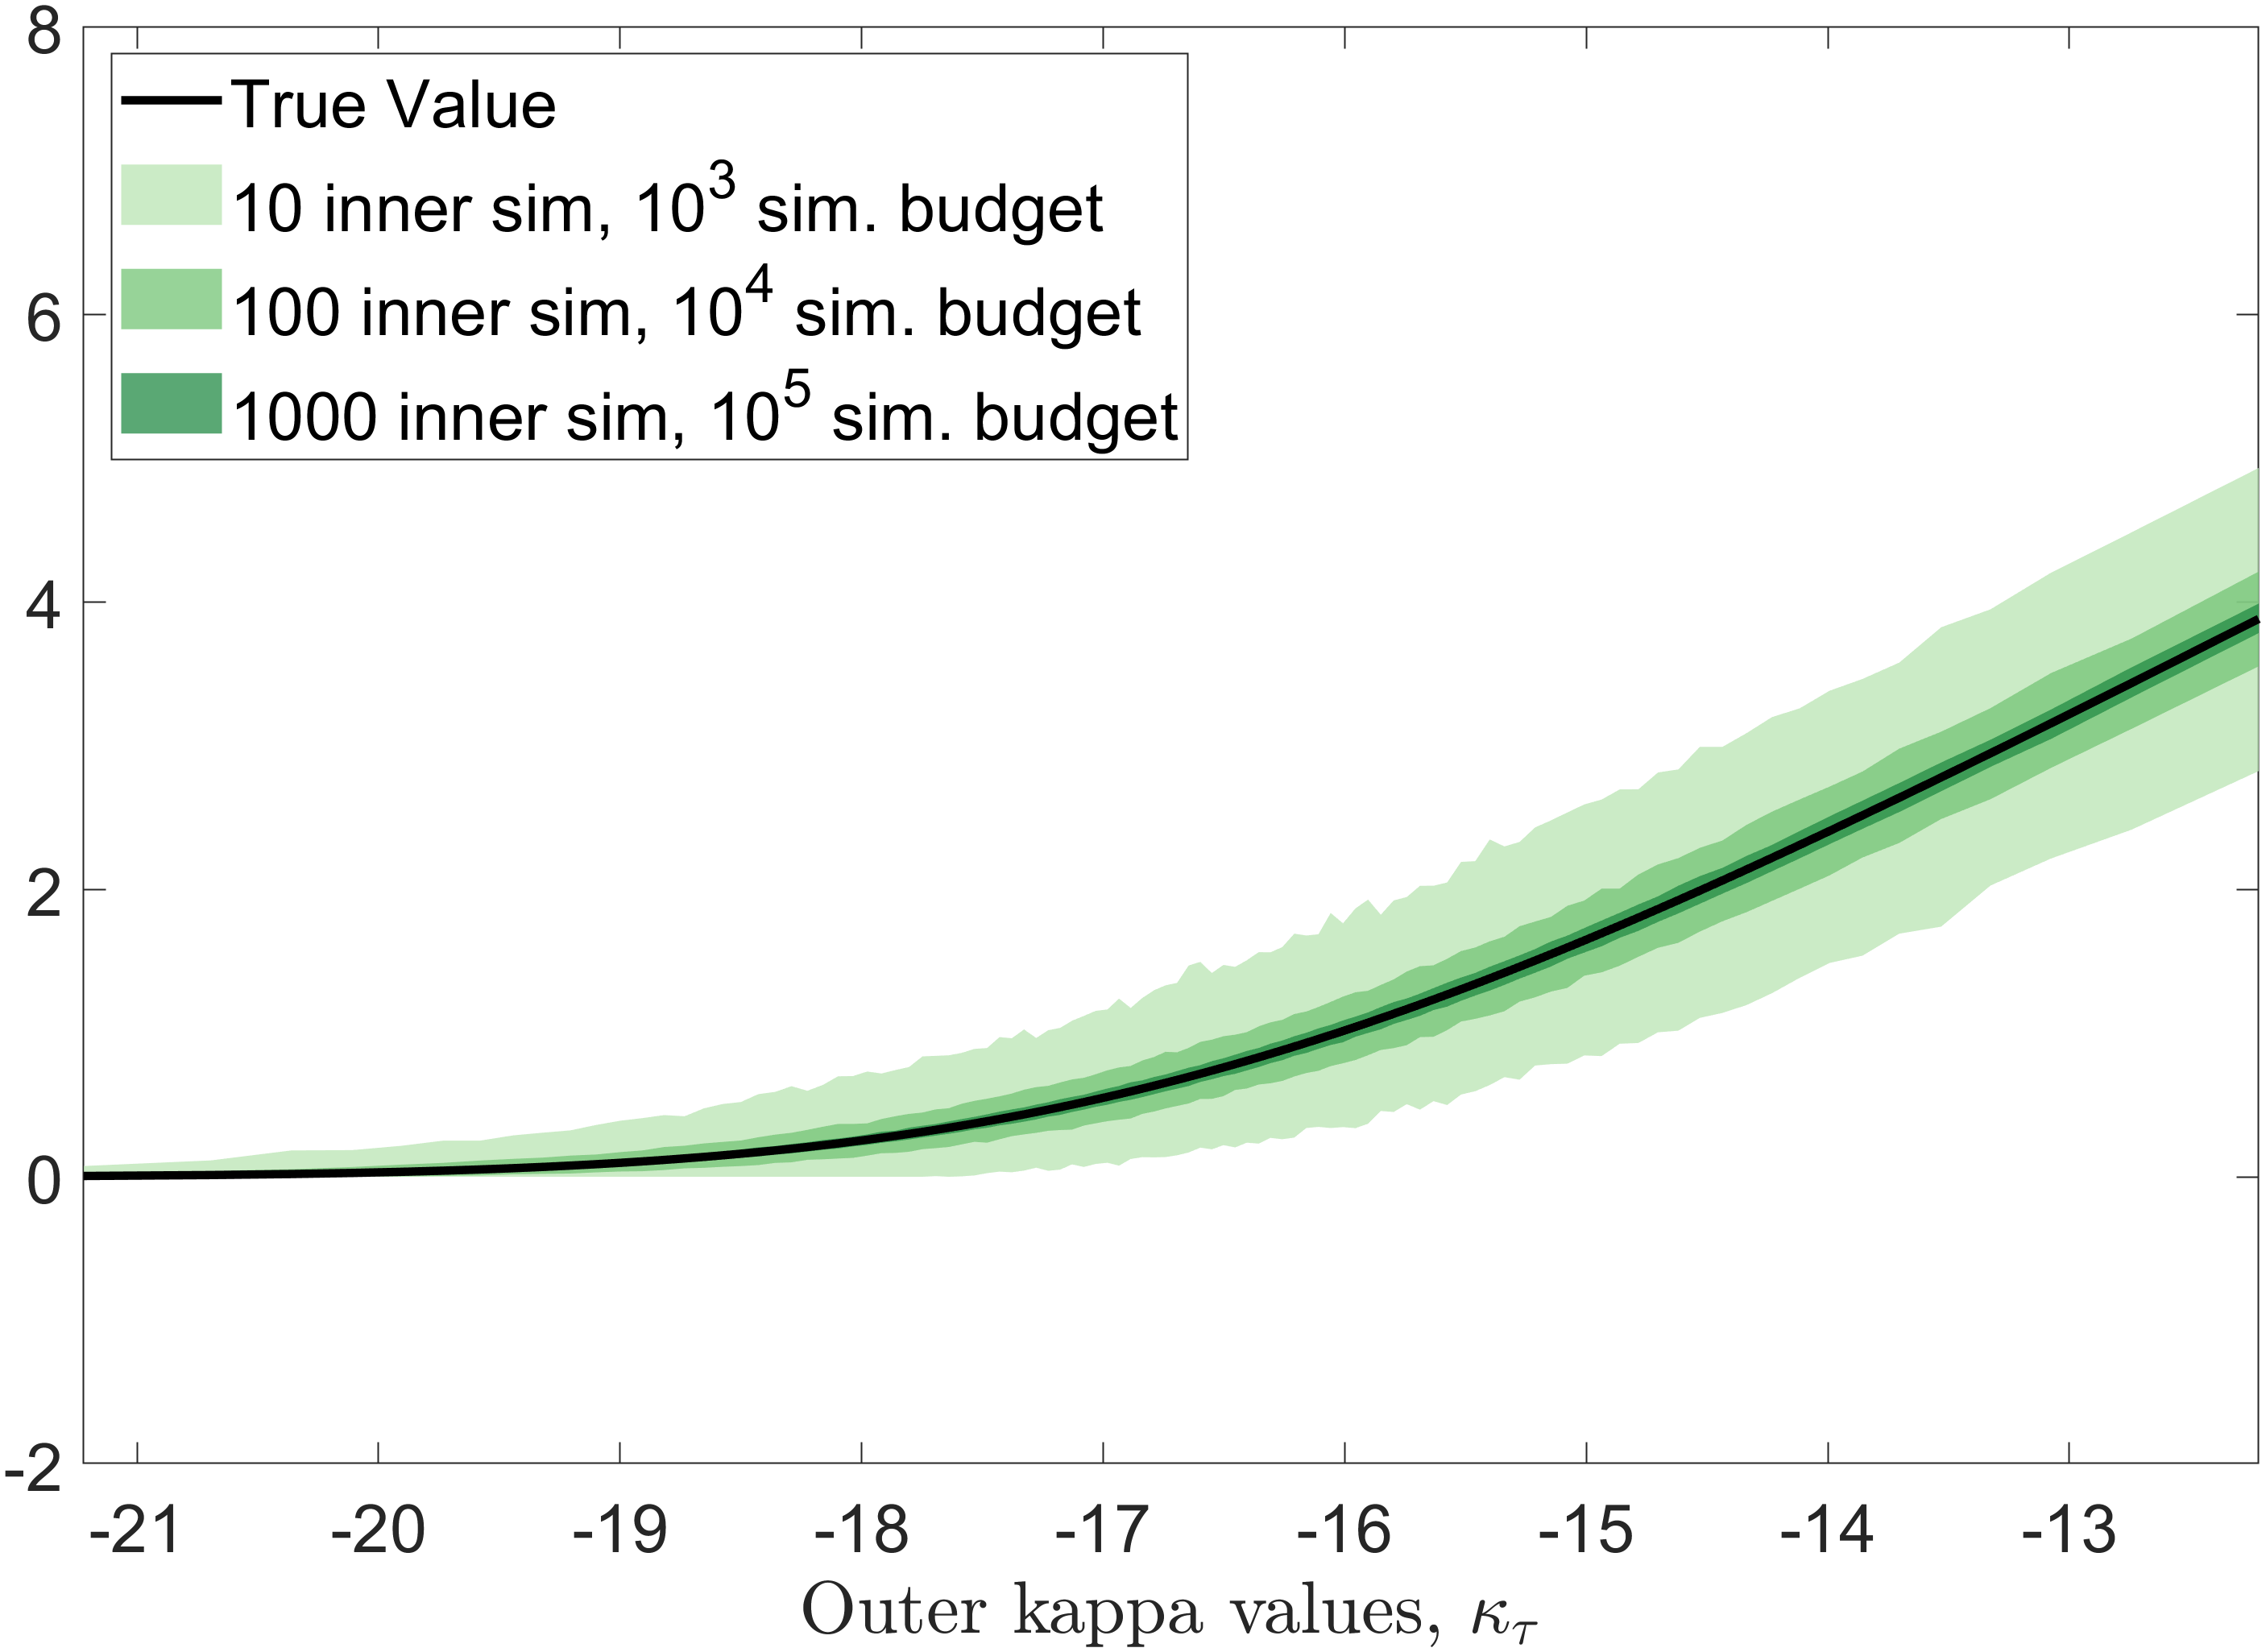 8
True Value
10 inner sim, 10³ sim. budget
100 inner sim, 10⁴ sim. budget
1000 inner sim, 10⁵ sim. budget
6
4
2
0
-2
-21 -20 -19 -18 -17 -16 -15 -14 -13
Outer kappa values, κ_τ